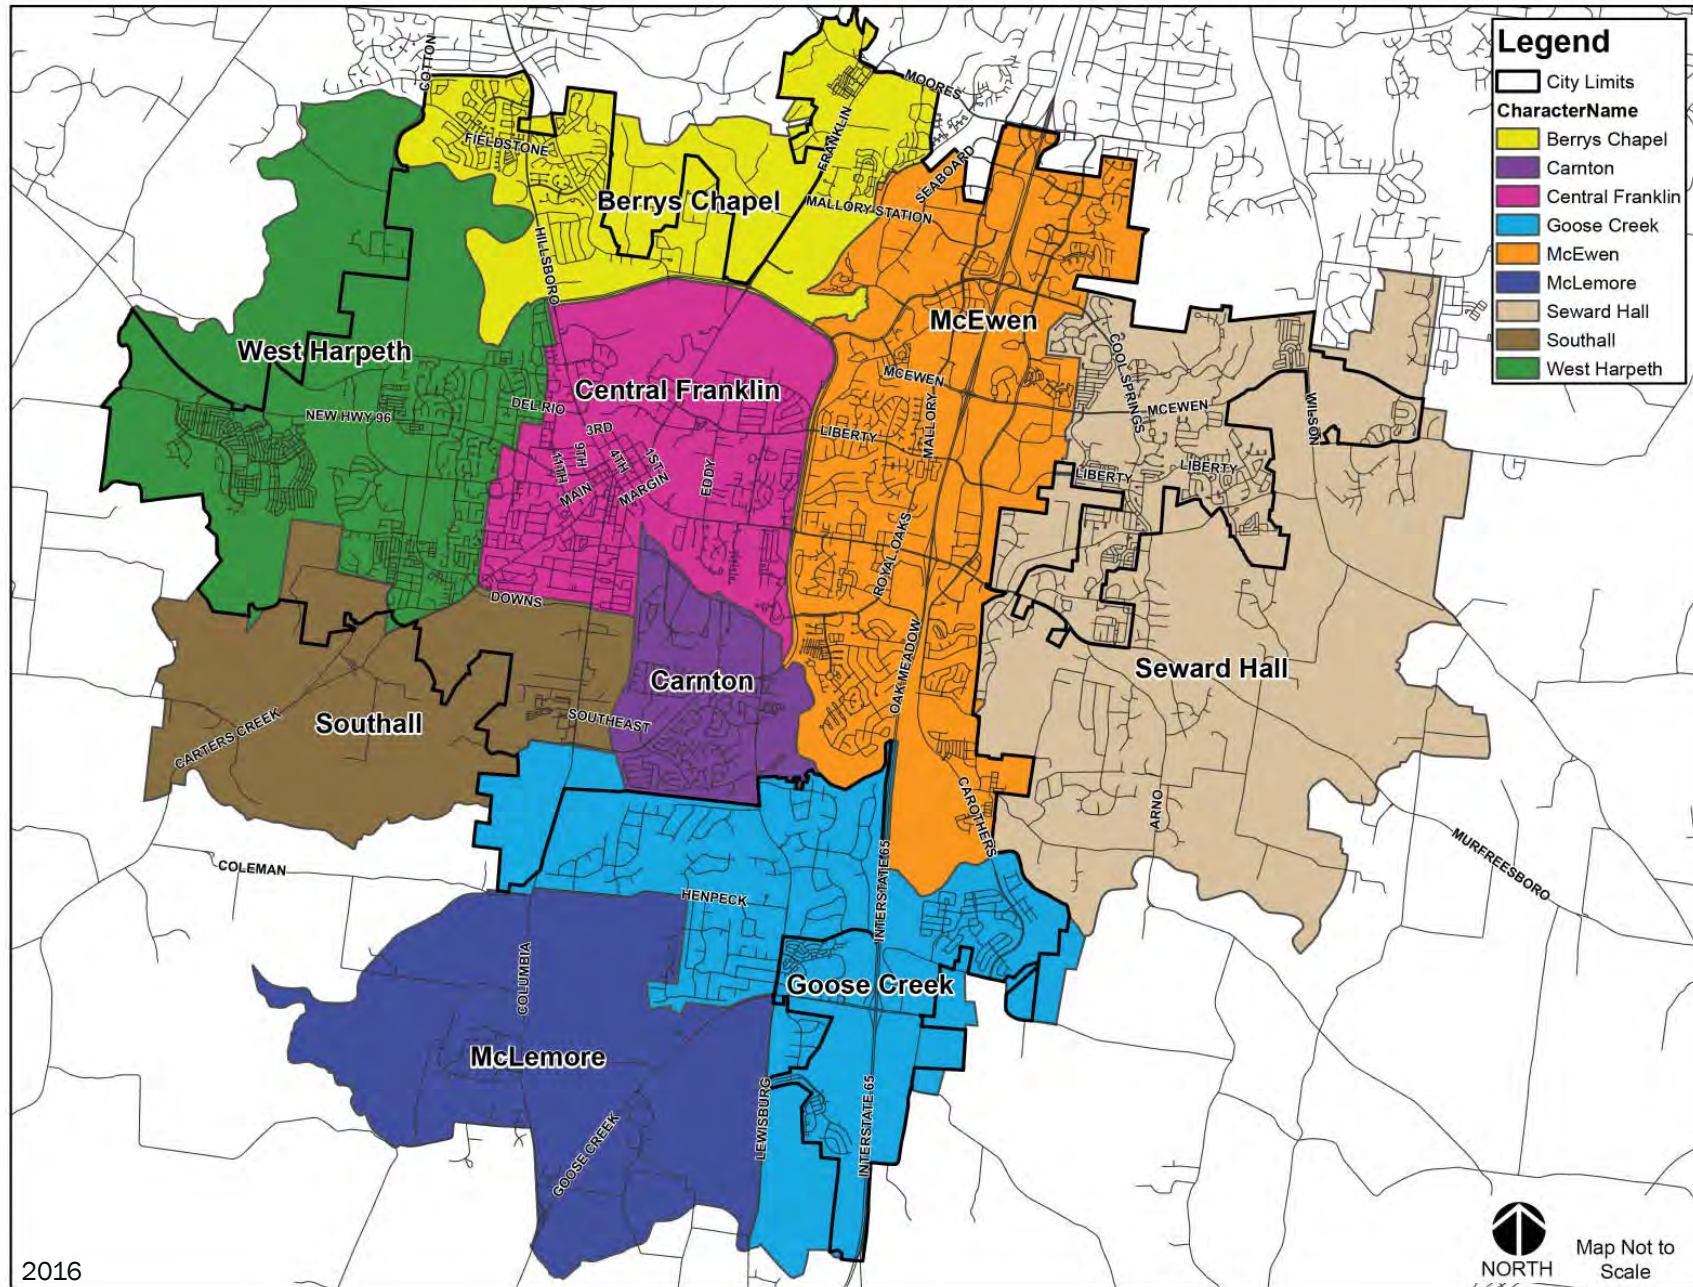 Legend
City Limits
CharacterName
Berrys Chapel
Carnton
Central Franklin
Goose Creek
McEwen
McLemore
Seward Hall
Southall
West Harpeth
COTTON
MOORES
FIELDSTONE
FRANKLIN
SEABOARD
Berrys Chapel
MALLORY STATION
HILLSBORO
McEwen
West Harpeth
COOL SPRINGS
Central Franklin
MCEWEN
NEW HWY 96
DEL RIO
MCEWEN
WILSON
3RD
LIBERTY
MALLORY
11TH
9TH
4TH
1ST
EDDY
LIBERTY
LIBERTY
MAIN
MARGIN
ROYAL OAKS
DOWNS
OAK MEADOW
Seward Hall
Carnton
Southall
CARTERS CREEK
SOUTHEAST
CAROTHERS
ARNO
MURFREESBORO
COLEMAN
HENPECK
INTERSTATE 65
COLUMBIA
Goose Creek
McLemore
LEWISBURG
INTERSTATE 65
GOOSE CREEK
NORTH
Map Not to
Scale
2016